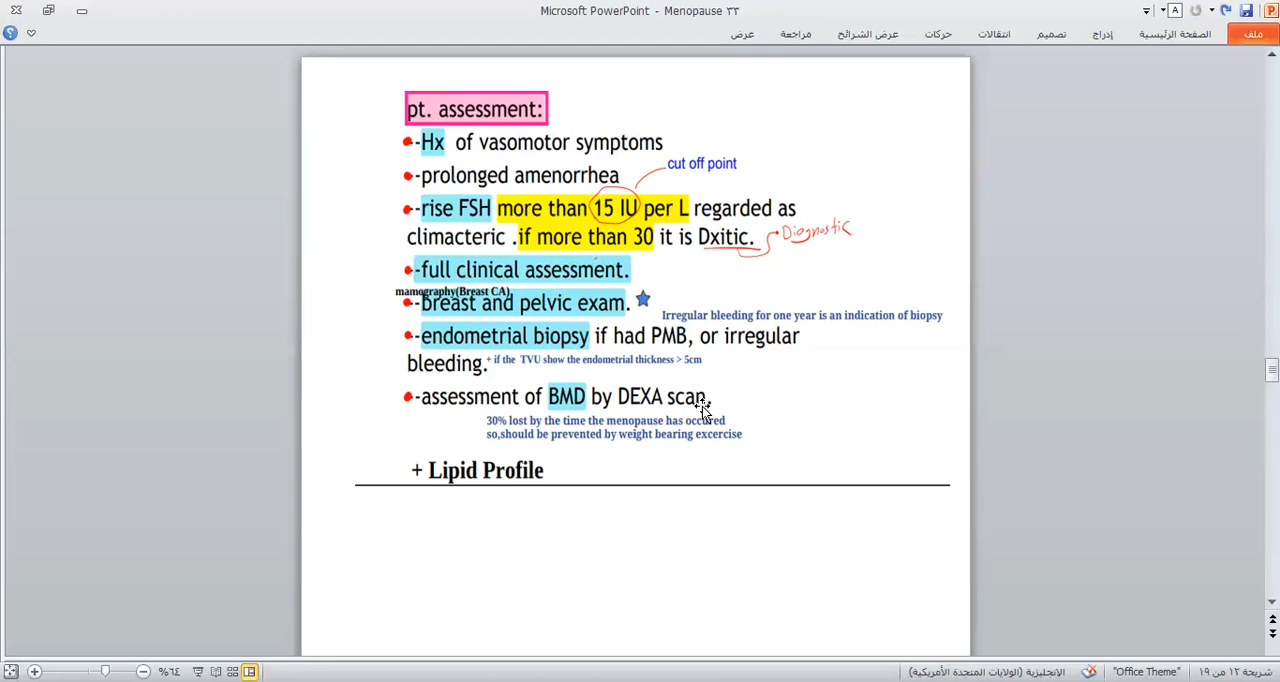 Microsoft PowerPoint - Menopause ٣٣
ملف
الصفحة الرئيسية
إدراج
تصميم
انتقالات
حركات
عرض الشرائح
مراجعة
عرض
pt. assessment:
-Hx of vasomotor symptoms
cut off point
-prolonged amenorrhea
-rise FSH more than 15 IU per L regarded as
climacteric .if more than 30 it is Dxitic.
Diagnostic
-full clinical assessment.
mamography(Breast CA)
-breast and pelvic exam.
Irregular bleeding for one year is an indication of biopsy
-endometrial biopsy if had PMB, or irregular
bleeding. + if the TVU show the endometrial thickness > 5cm
-assessment of BMD by DEXA scan.
30% lost by the time the menopause has occured
so,should be prevented by weight bearing excercise
+ Lipid Profile
شريحة ١٢ من ١٩
"Office Theme"
الإنجليزية (الولايات المتحدة الأمريكية)
٦٤%